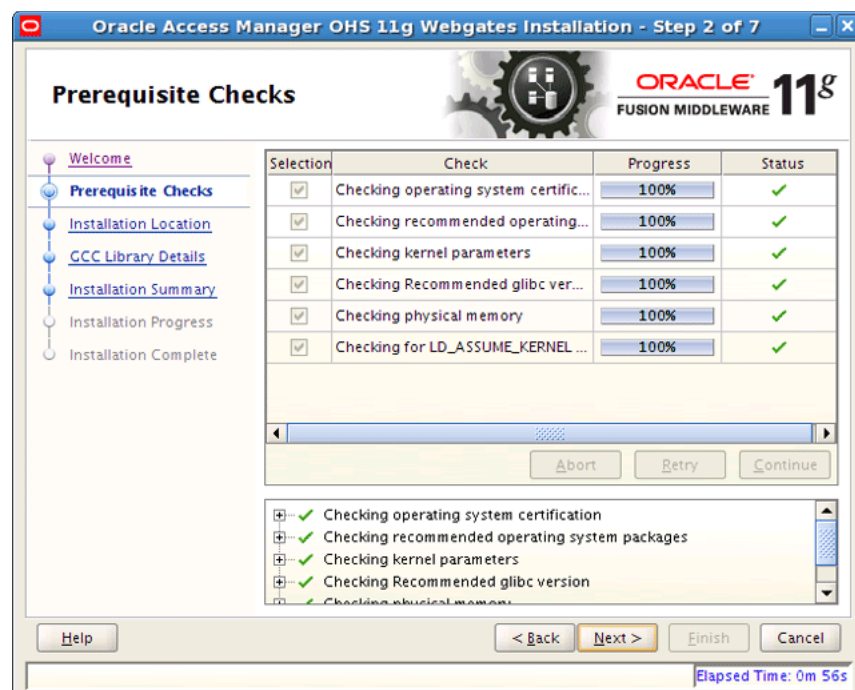 Oracle Access Manager OHS 11g Webgates Installation - Step 2 of 7
Prerequisite Checks
ORACLE
FUSION MIDDLEWARE
11g
Welcome
Prerequisite Checks
Installation Location
GCC Library Details
Installation Summary
Installation Progress
Installation Complete
Selection Check Progress Status
Checking operating system certific... 100%
Checking recommended operating... 100%
Checking kernel parameters 100%
Checking Recommended glibc ver... 100%
Checking physical memory 100%
Checking for LD_ASSUME_KERNEL ... 100%
Abort Retry Continue
Checking operating system certification
Checking recommended operating system packages
Checking kernel parameters
Checking Recommended glibc version
Checking physical memory
Help < Back Next > Finish Cancel
Elapsed Time: 0m 56s